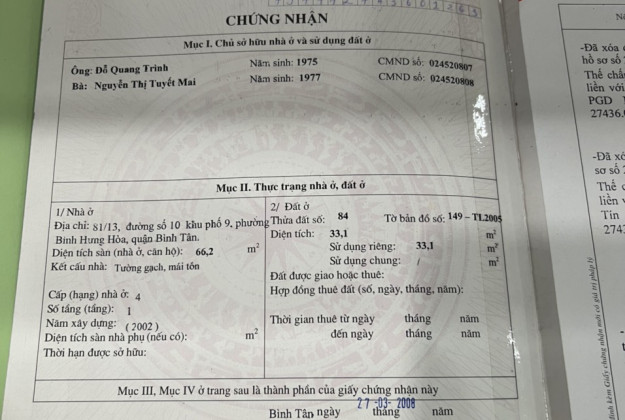 CHỨNG NHẬN
Mục I. Chủ sở hữu nhà ở và sử dụng đất ở
Ông: Đỗ Quang Trình Năm sinh: 1975 CMND số: 024520807
Bà: Nguyễn Thị Tuyết Mai Năm sinh: 1977 CMND số: 024520808
Mục II. Thực trạng nhà ở, đất ở
1/ Nhà ở
Địa chỉ: 81/13, đường số 10 khu phố 9, phường
Bình Hưng Hòa, quận Bình Tân.
Diện tích sàn (nhà ở, căn hộ): 66,2 m²
Kết cấu nhà: Tường gạch, mái tôn
Cấp (hạng) nhà ở: 4
Số tầng (tầng): 1
Năm xây dựng: (2002)
Diện tích sàn nhà phụ (nếu có): m²
Thời hạn được sở hữu:
2/ Đất ở
Thửa đất số: 84 Tờ bản đồ số: 149 - TL2005
Diện tích: 33,1 m²
Sử dụng riêng: 33,1 m²
Sử dụng chung: / m²
Đất được giao hoặc thuê:
Hợp đồng thuê đất (số, ngày, tháng, năm):
Thời gian thuê từ ngày tháng năm
đến ngày tháng năm
Mục III, Mục IV ở trang sau là thành phần của giấy chứng nhận này
27 -03- 2008
Bình Tân ngày tháng năm
-Đã xóa
hồ sơ số
Thế chấ
liền với
PGD
27436.
-Đã xó
sơ số
Thế
liền
Tín
2743